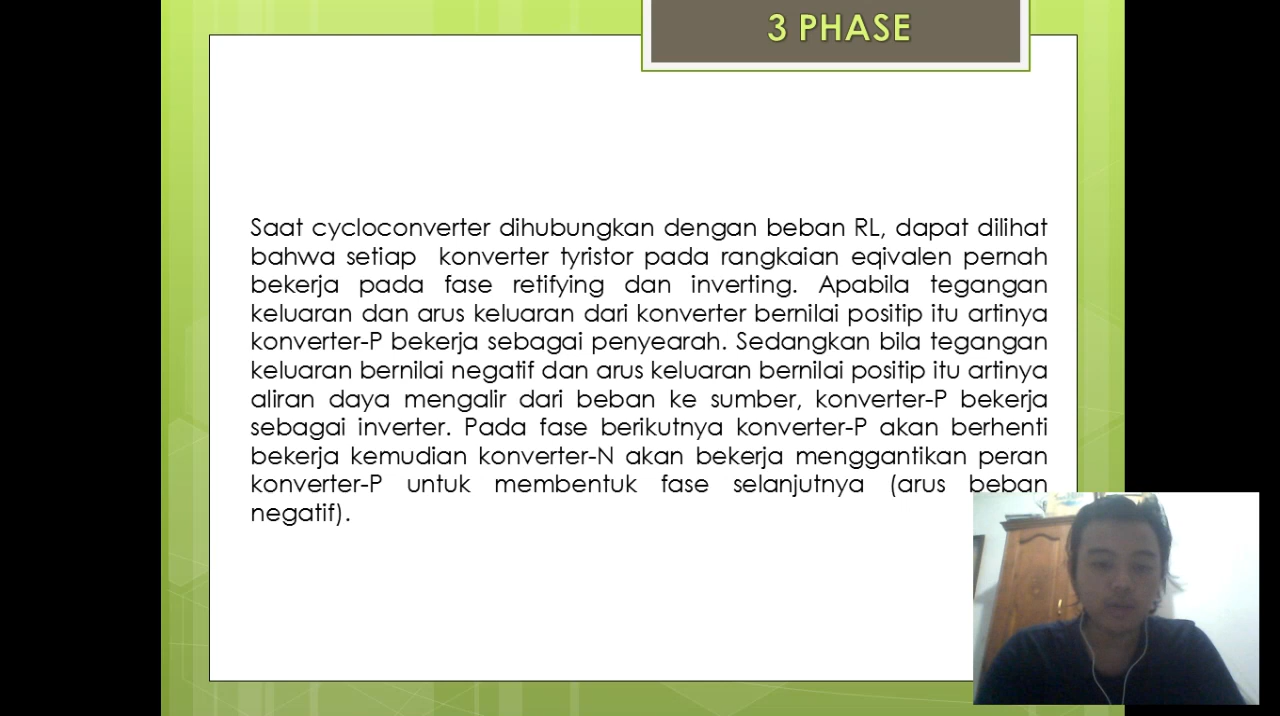 3 PHASE
Saat cycloconverter dihubungkan dengan beban RL, dapat dilihat
bahwa setiap konverter tyristor pada rangkaian eqivalen pernah
bekerja pada fase retifying dan inverting. Apabila tegangan
keluaran dan arus keluaran dari konverter bernilai positip itu artinya
konverter-P bekerja sebagai penyearah. Sedangkan bila tegangan
keluaran bernilai negatif dan arus keluaran bernilai positip itu artinya
aliran daya mengalir dari beban ke sumber, konverter-P bekerja
sebagai inverter. Pada fase berikutnya konverter-P akan berhenti
bekerja kemudian konverter-N akan bekerja menggantikan peran
konverter-P untuk membentuk fase selanjutnya (arus beban
negatif).